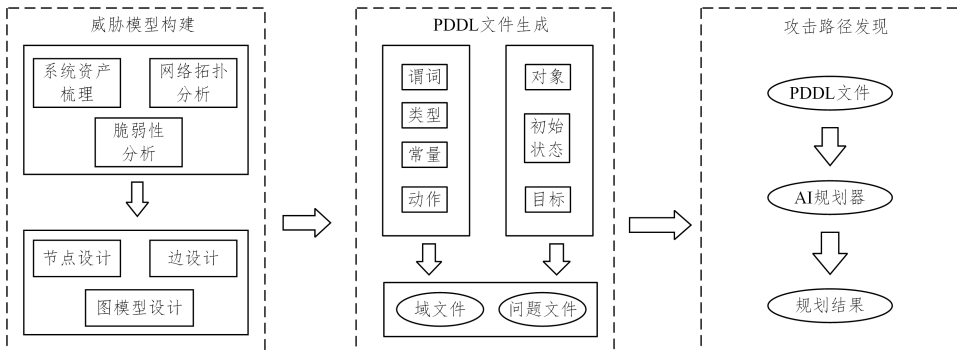 威胁模型构建
系统资产
梳理
网络拓扑
分析
脆弱性
分析
节点设计
边设计
图模型设计
PDDL文件生成
谓词
类型
常量
动作
对象
初始
状态
目标
域文件
问题文件
攻击路径发现
PDDL文件
AI规划器
规划结果